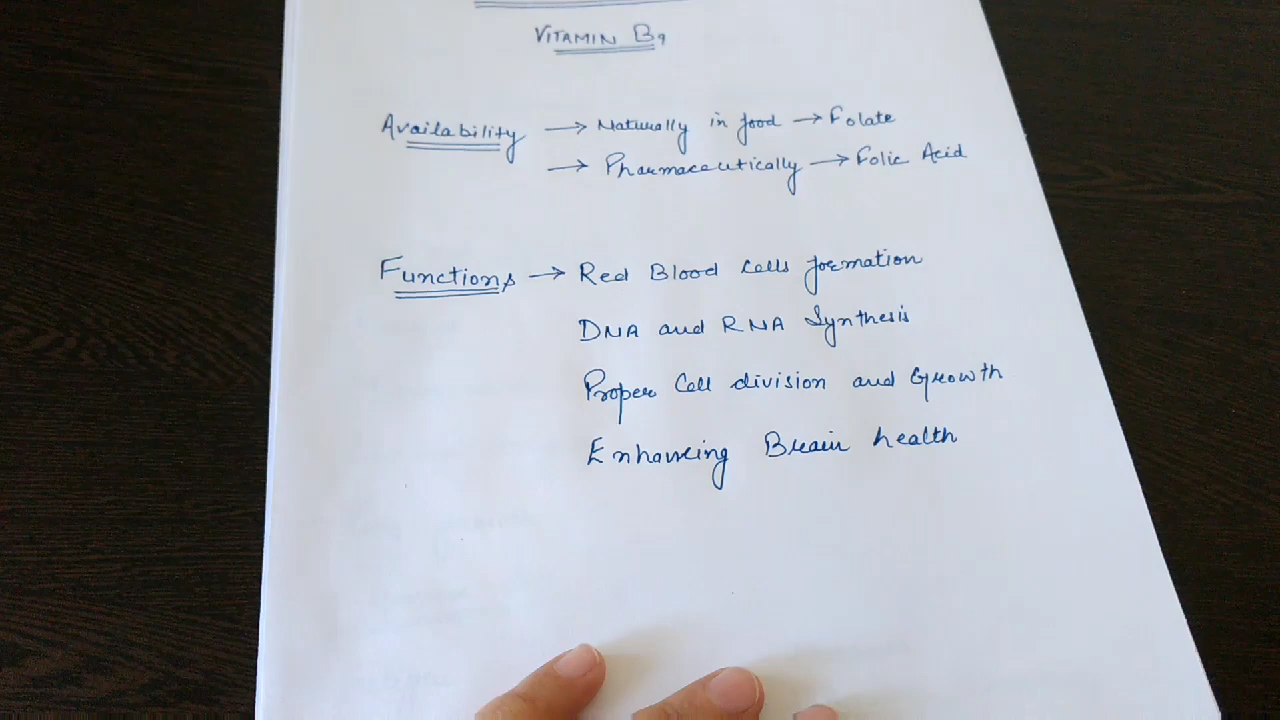 VITAMIN B9
Availability → Naturally in food → Folate
→ Pharmaceutically → Folic Acid
Functions → Red Blood Cells formation
DNA and RNA Synthesis
Proper Cell division and Growth
Enhancing Brain health